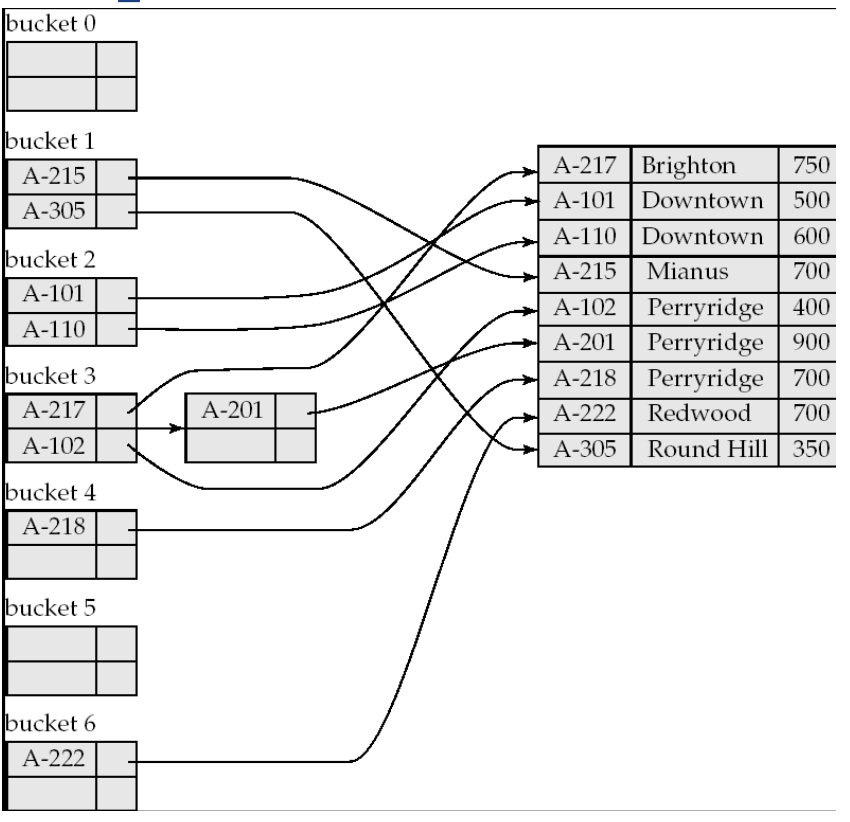 bucket 0
bucket 1
A-215
A-305
bucket 2
A-101
A-110
bucket 3
A-217
A-102
A-201
bucket 4
A-218
bucket 5
bucket 6
A-222
A-217 Brighton 750
A-101 Downtown 500
A-110 Downtown 600
A-215 Mianus 700
A-102 Perryridge 400
A-201 Perryridge 900
A-218 Perryridge 700
A-222 Redwood 700
A-305 Round Hill 350